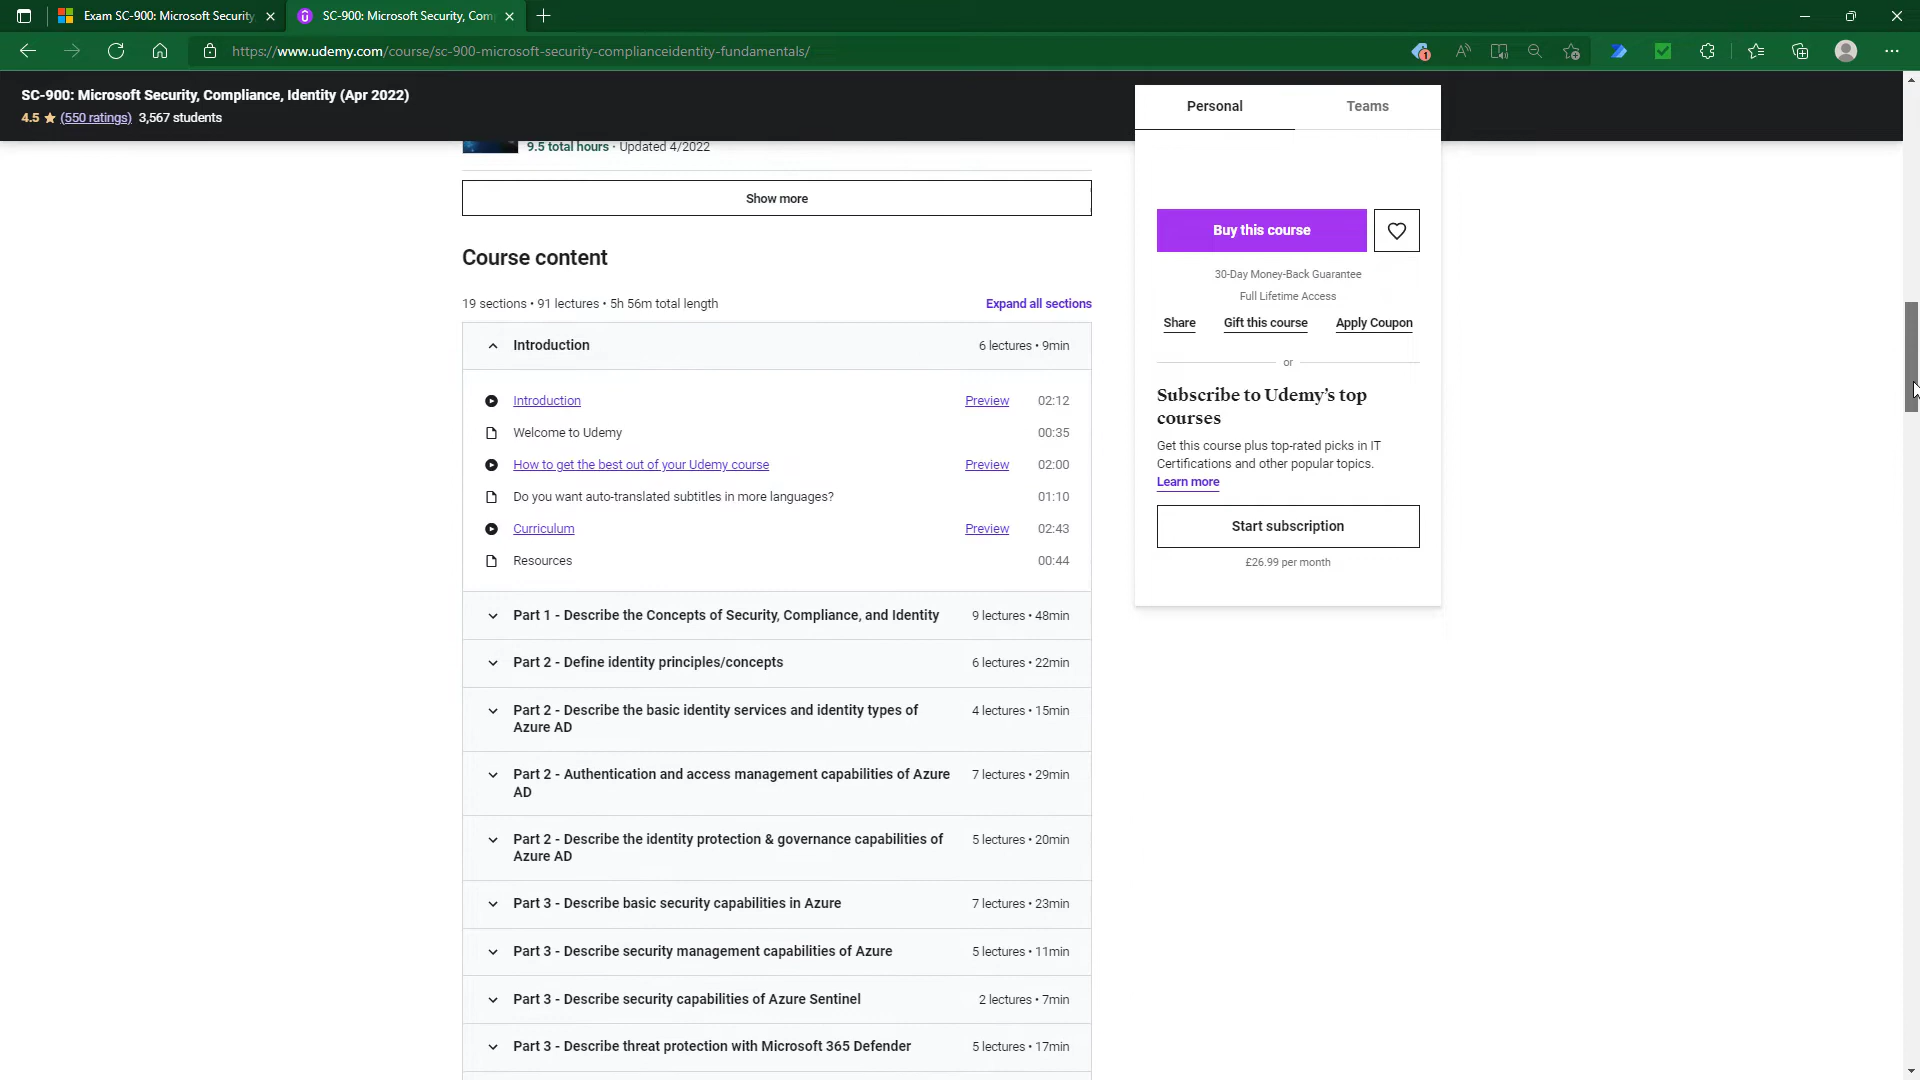 Exam SC-900: Microsoft Security,
SC-900: Microsoft Security, Com
https://www.udemy.com/course/sc-900-microsoft-security-complianceidentity-fundamentals/
1
SC-900: Microsoft Security, Compliance, Identity (Apr 2022)
4.5 ★ (550 ratings) 3,567 students
Personal
Teams
9.5 total hours · Updated 4/2022
Show more
Buy this course
30-Day Money-Back Guarantee
Full Lifetime Access
Share Gift this course Apply Coupon
or
Subscribe to Udemy’s top
courses
Get this course plus top-rated picks in IT
Certifications and other popular topics.
Learn more
Start subscription
£26.99 per month
Course content
19 sections • 91 lectures • 5h 56m total length
Expand all sections
Introduction 6 lectures • 9min
Introduction Preview 02:12
Welcome to Udemy 00:35
How to get the best out of your Udemy course Preview 02:00
Do you want auto-translated subtitles in more languages? 01:10
Curriculum Preview 02:43
Resources 00:44
Part 1 - Describe the Concepts of Security, Compliance, and Identity 9 lectures • 48min
Part 2 - Define identity principles/concepts 6 lectures • 22min
Part 2 - Describe the basic identity services and identity types of 4 lectures • 15min
Azure AD
Part 2 - Authentication and access management capabilities of Azure 7 lectures • 29min
AD
Part 2 - Describe the identity protection & governance capabilities of 5 lectures • 20min
Azure AD
Part 3 - Describe basic security capabilities in Azure 7 lectures • 23min
Part 3 - Describe security management capabilities of Azure 5 lectures • 11min
Part 3 - Describe security capabilities of Azure Sentinel 2 lectures • 7min
Part 3 - Describe threat protection with Microsoft 365 Defender 5 lectures • 17min